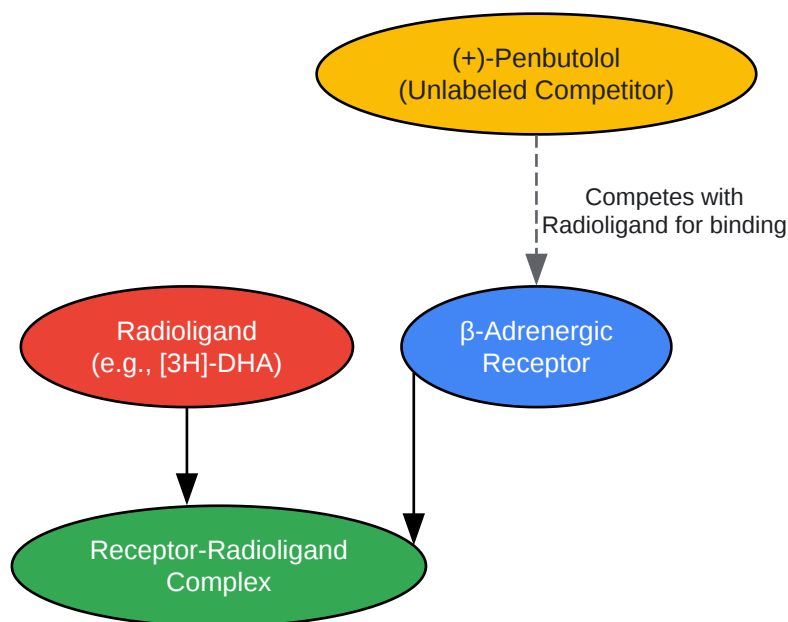 (+)-Penbutolol
(Unlabeled Competitor)
Competes with
Radioligand for binding
Radioligand
(e.g., [3H]-DHA)
β-Adrenergic
Receptor
Receptor-Radioligand
Complex